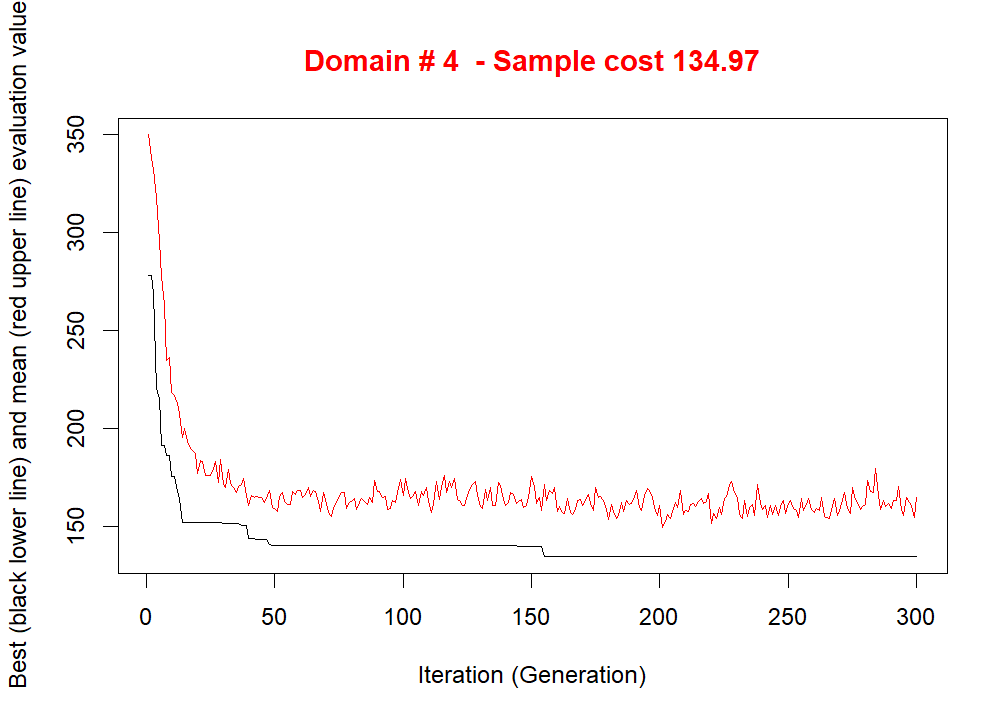 Domain # 4  - Sample cost 134.97
Best (black lower line) and mean (red upper line) evaluation value
350
300
250
200
150
0 50 100 150 200 250 300
Iteration (Generation)